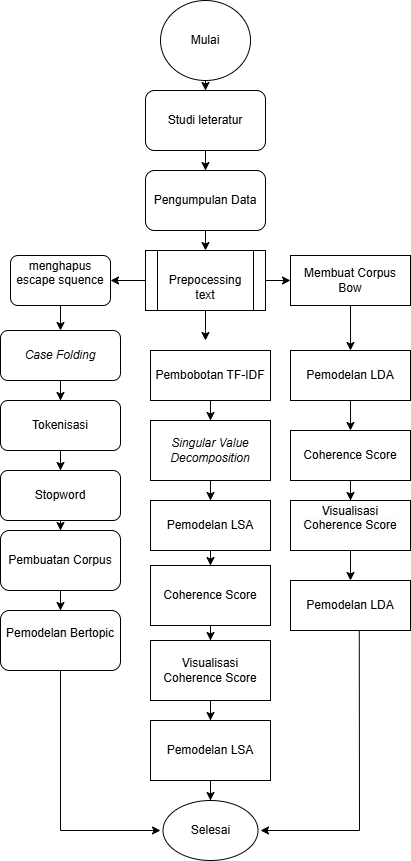 Mulai
Studi leteratur
Pengumpulan Data
Prepocessing
text
menghapus
escape squence
Case Folding
Tokenisasi
Stopword
Pembuatan Corpus
Pemodelan Bertopic
Pembobotan TF-IDF
Singular Value
Decomposition
Pemodelan LSA
Coherence Score
Visualisasi
Coherence Score
Pemodelan LSA
Membuat Corpus
Bow
Pemodelan LDA
Coherence Score
Visualisasi
Coherence Score
Pemodelan LDA
Selesai